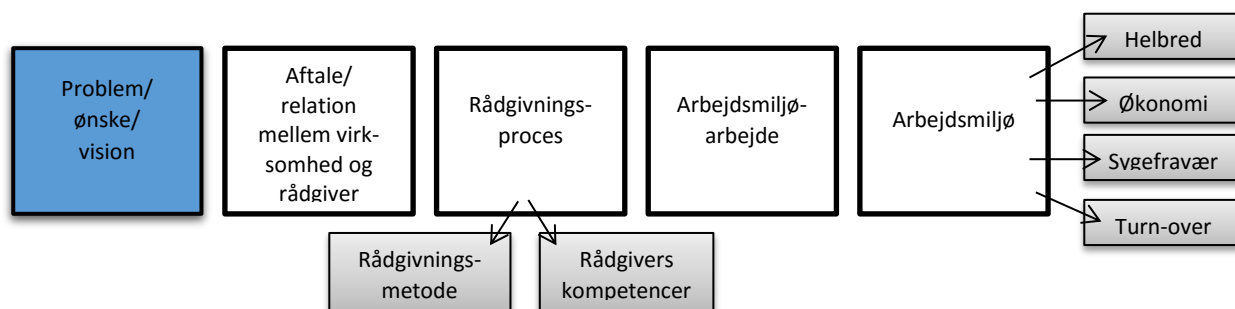 Problem/
ønske/
vision
Aftale/
relation
mellem virk-
somhed og
rådgiver
Rådgivnings-
proces
Arbejdsmiljø-
arbejde
Arbejdsmiljø
Helbred
Økonomi
Sygefravær
Turn-over
Rådgivnings-
metode
Rådgivers
kompetencer